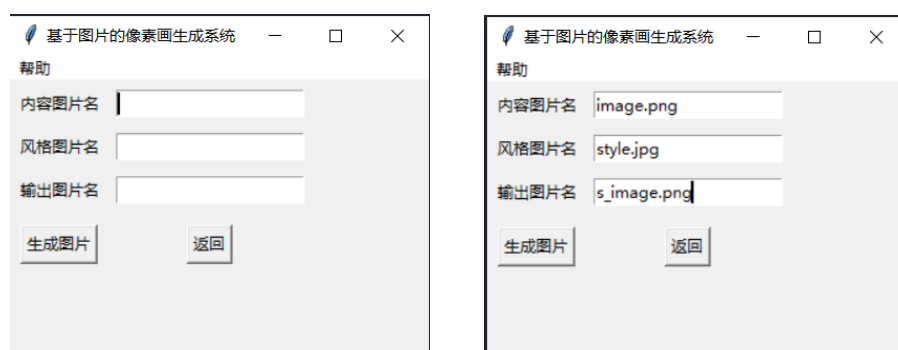 基于图片的像素画生成系统
帮助
内容图片名
风格图片名
输出图片名
生成图片 返回
基于图片的像素画生成系统
帮助
内容图片名 image.png
风格图片名 style.jpg
输出图片名 s_image.png
生成图片 返回